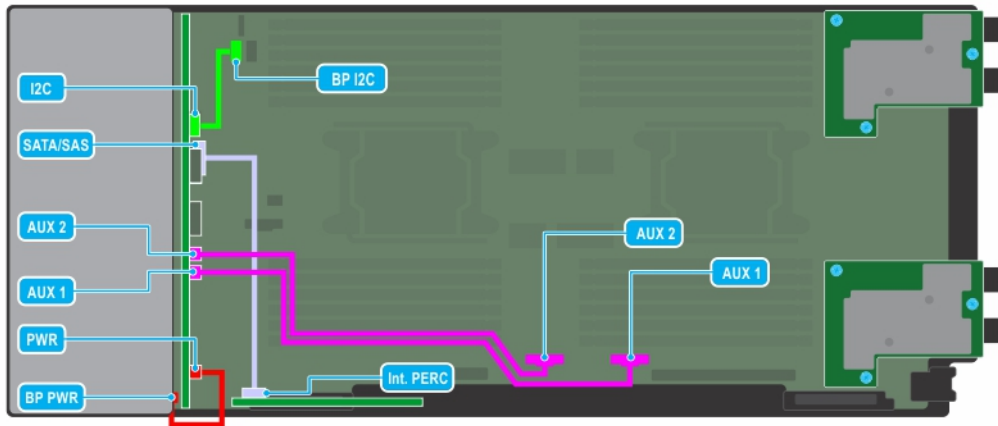 I2C
BP I2C
SATA/SAS
AUX 2
AUX 2
AUX 1
AUX 1
PWR
Int. PERC
BP PWR